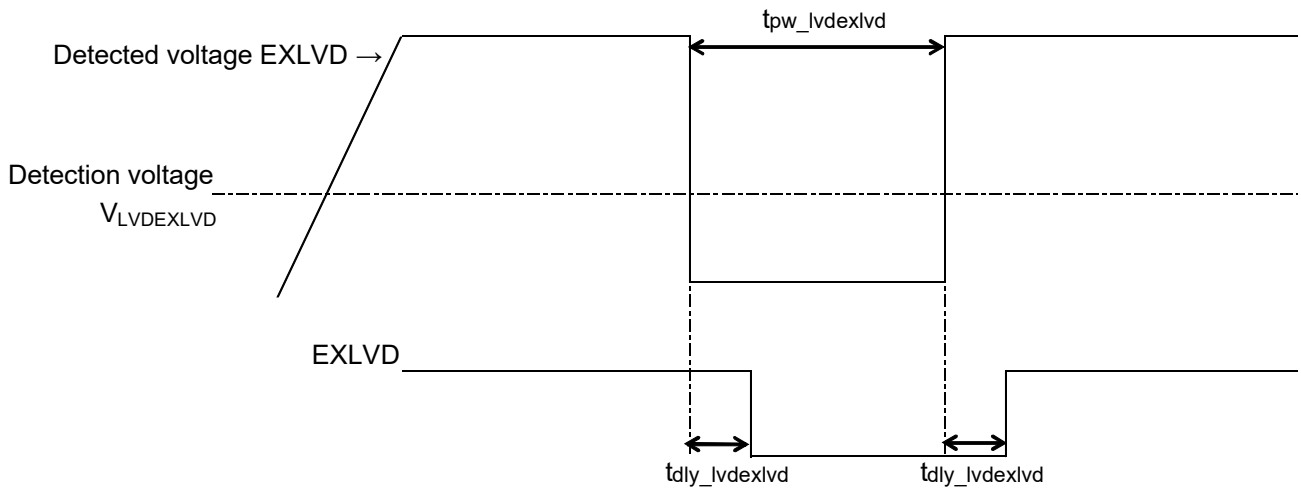 tpw_lvdexlvd
Detected voltage EXLVD →
Detection voltage
VLVDEXLVD
EXLVD
tdly_lvdexlvd
tdly_lvdexlvd